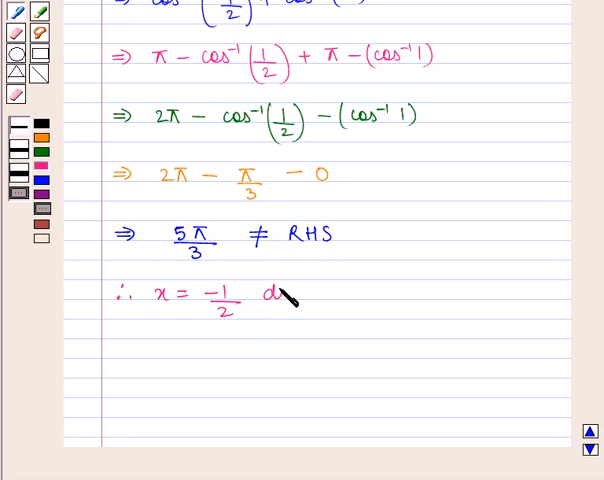 ⇒ π − cos⁻¹(1/2) + π − (cos⁻¹ 1)
⇒ 2π − cos⁻¹(1/2) − (cos⁻¹ 1)
⇒ 2π − π/3 − 0
⇒ 5π/3 ≠ RHS
∴ x = −1/2 d